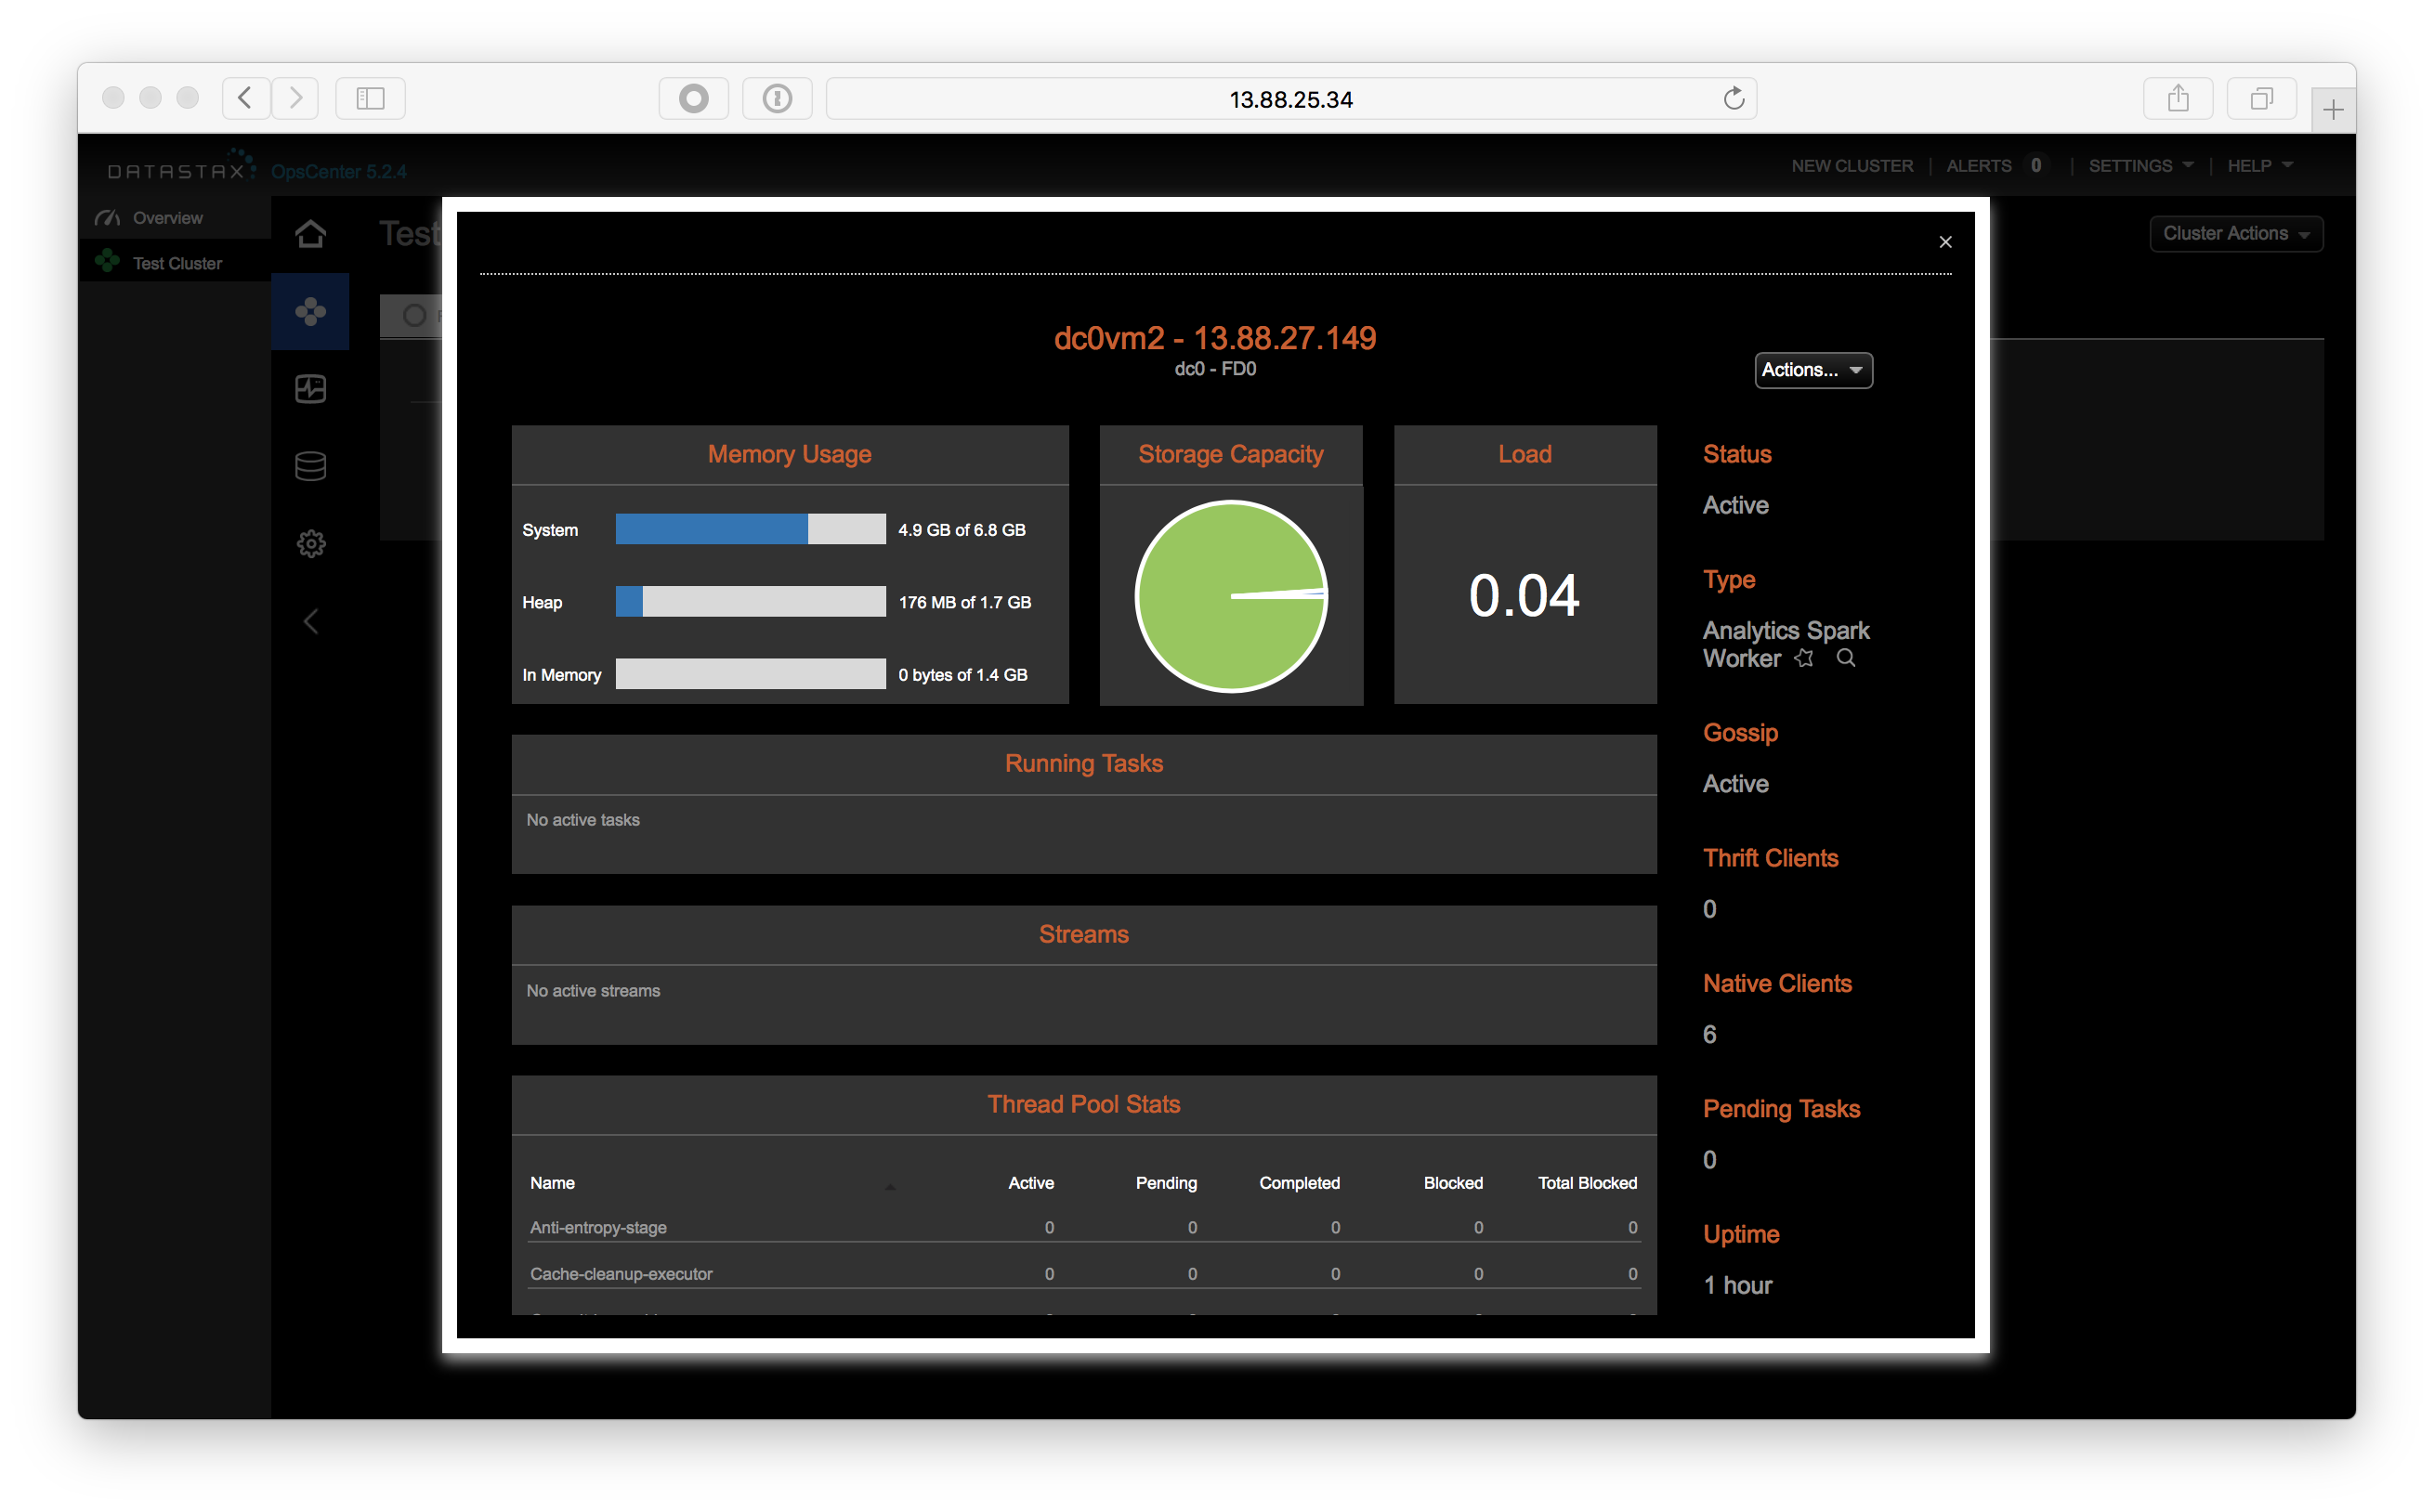 13.88.25.34
DATASTAX OpsCenter 5.2.4
NEW CLUSTER | ALERTS 0 | SETTINGS | HELP
Overview
Test Cluster
Test
Cluster Actions
dc0vm2 - 13.88.27.149
dc0 - FD0
Actions...
Memory Usage
System 4.9 GB of 6.8 GB
Heap 176 MB of 1.7 GB
In Memory 0 bytes of 1.4 GB
Storage Capacity
Load
0.04
Running Tasks
No active tasks
Streams
No active streams
Thread Pool Stats
Name Active Pending Completed Blocked Total Blocked
Anti-entropy-stage 0 0 0 0 0
Cache-cleanup-executor 0 0 0 0 0
Status
Active
Type
Analytics Spark
Worker
Gossip
Active
Thrift Clients
0
Native Clients
6
Pending Tasks
0
Uptime
1 hour